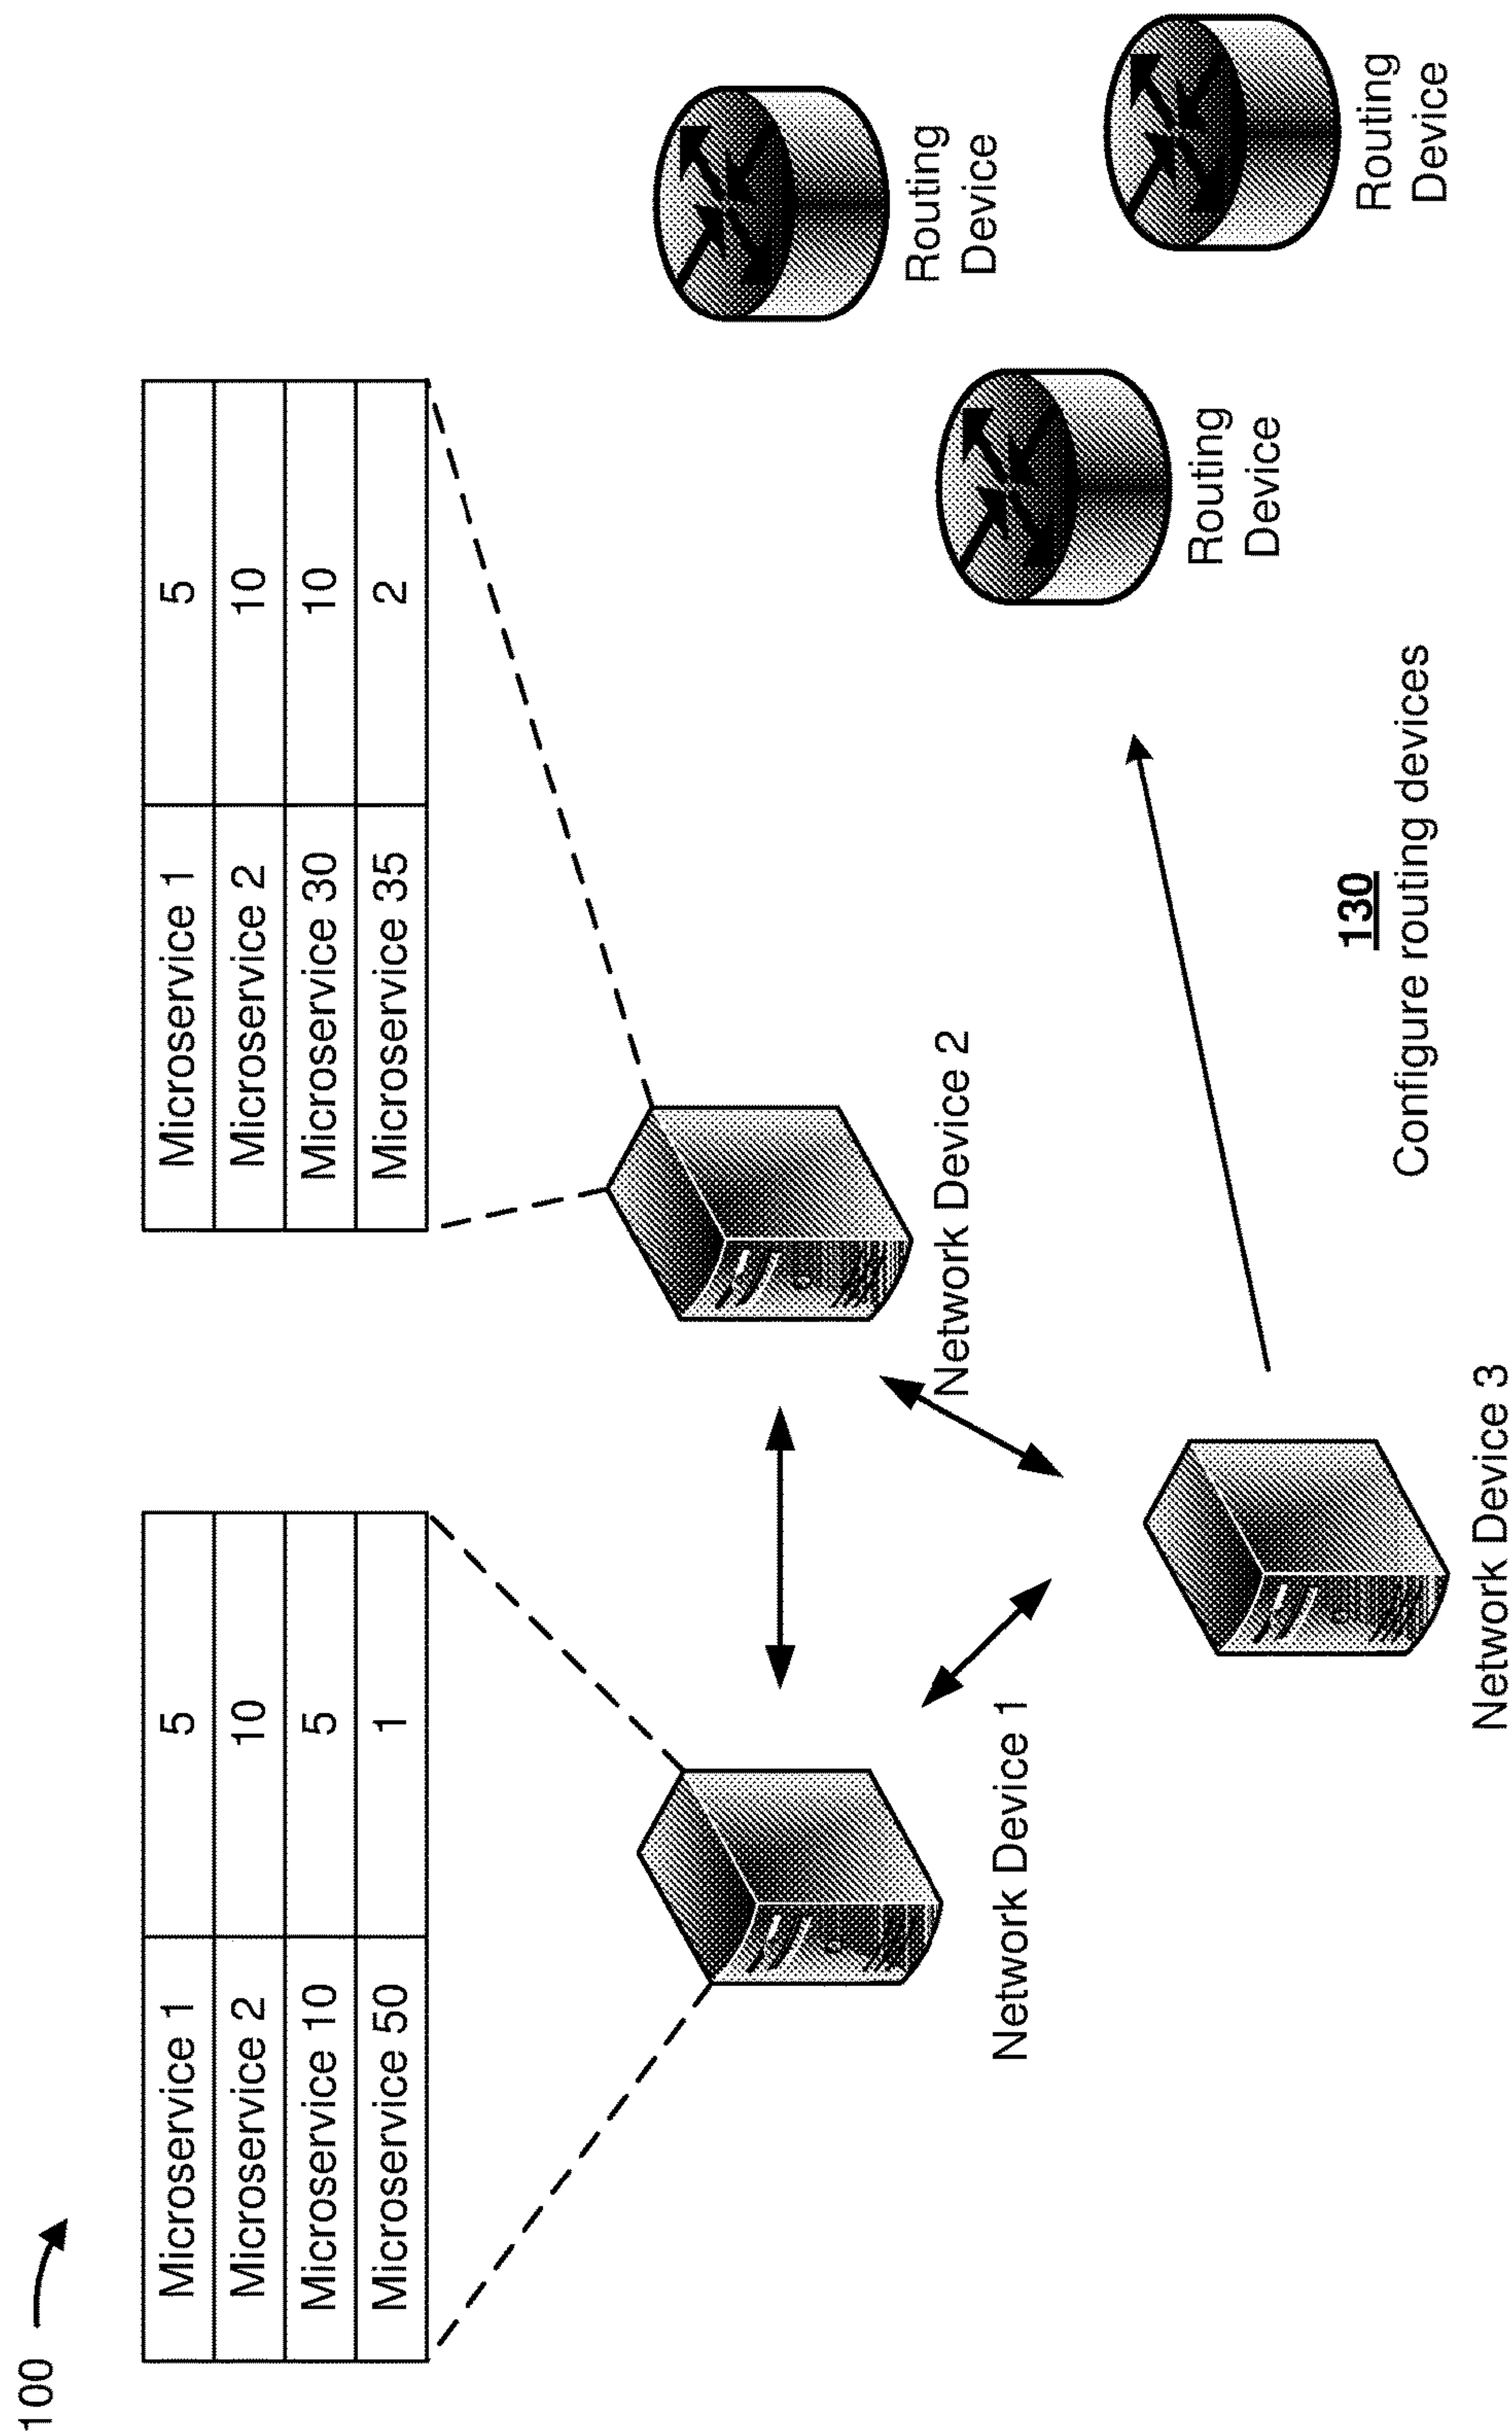 100
Microservice 1 5
Microservice 2 10
Microservice 10 5
Microservice 50 1
Microservice 1 5
Microservice 2 10
Microservice 30 10
Microservice 35 2
Network Device 1
Network Device 2
Network Device 3
Routing
Device
Routing
Device
Routing
Device
130
Configure routing devices